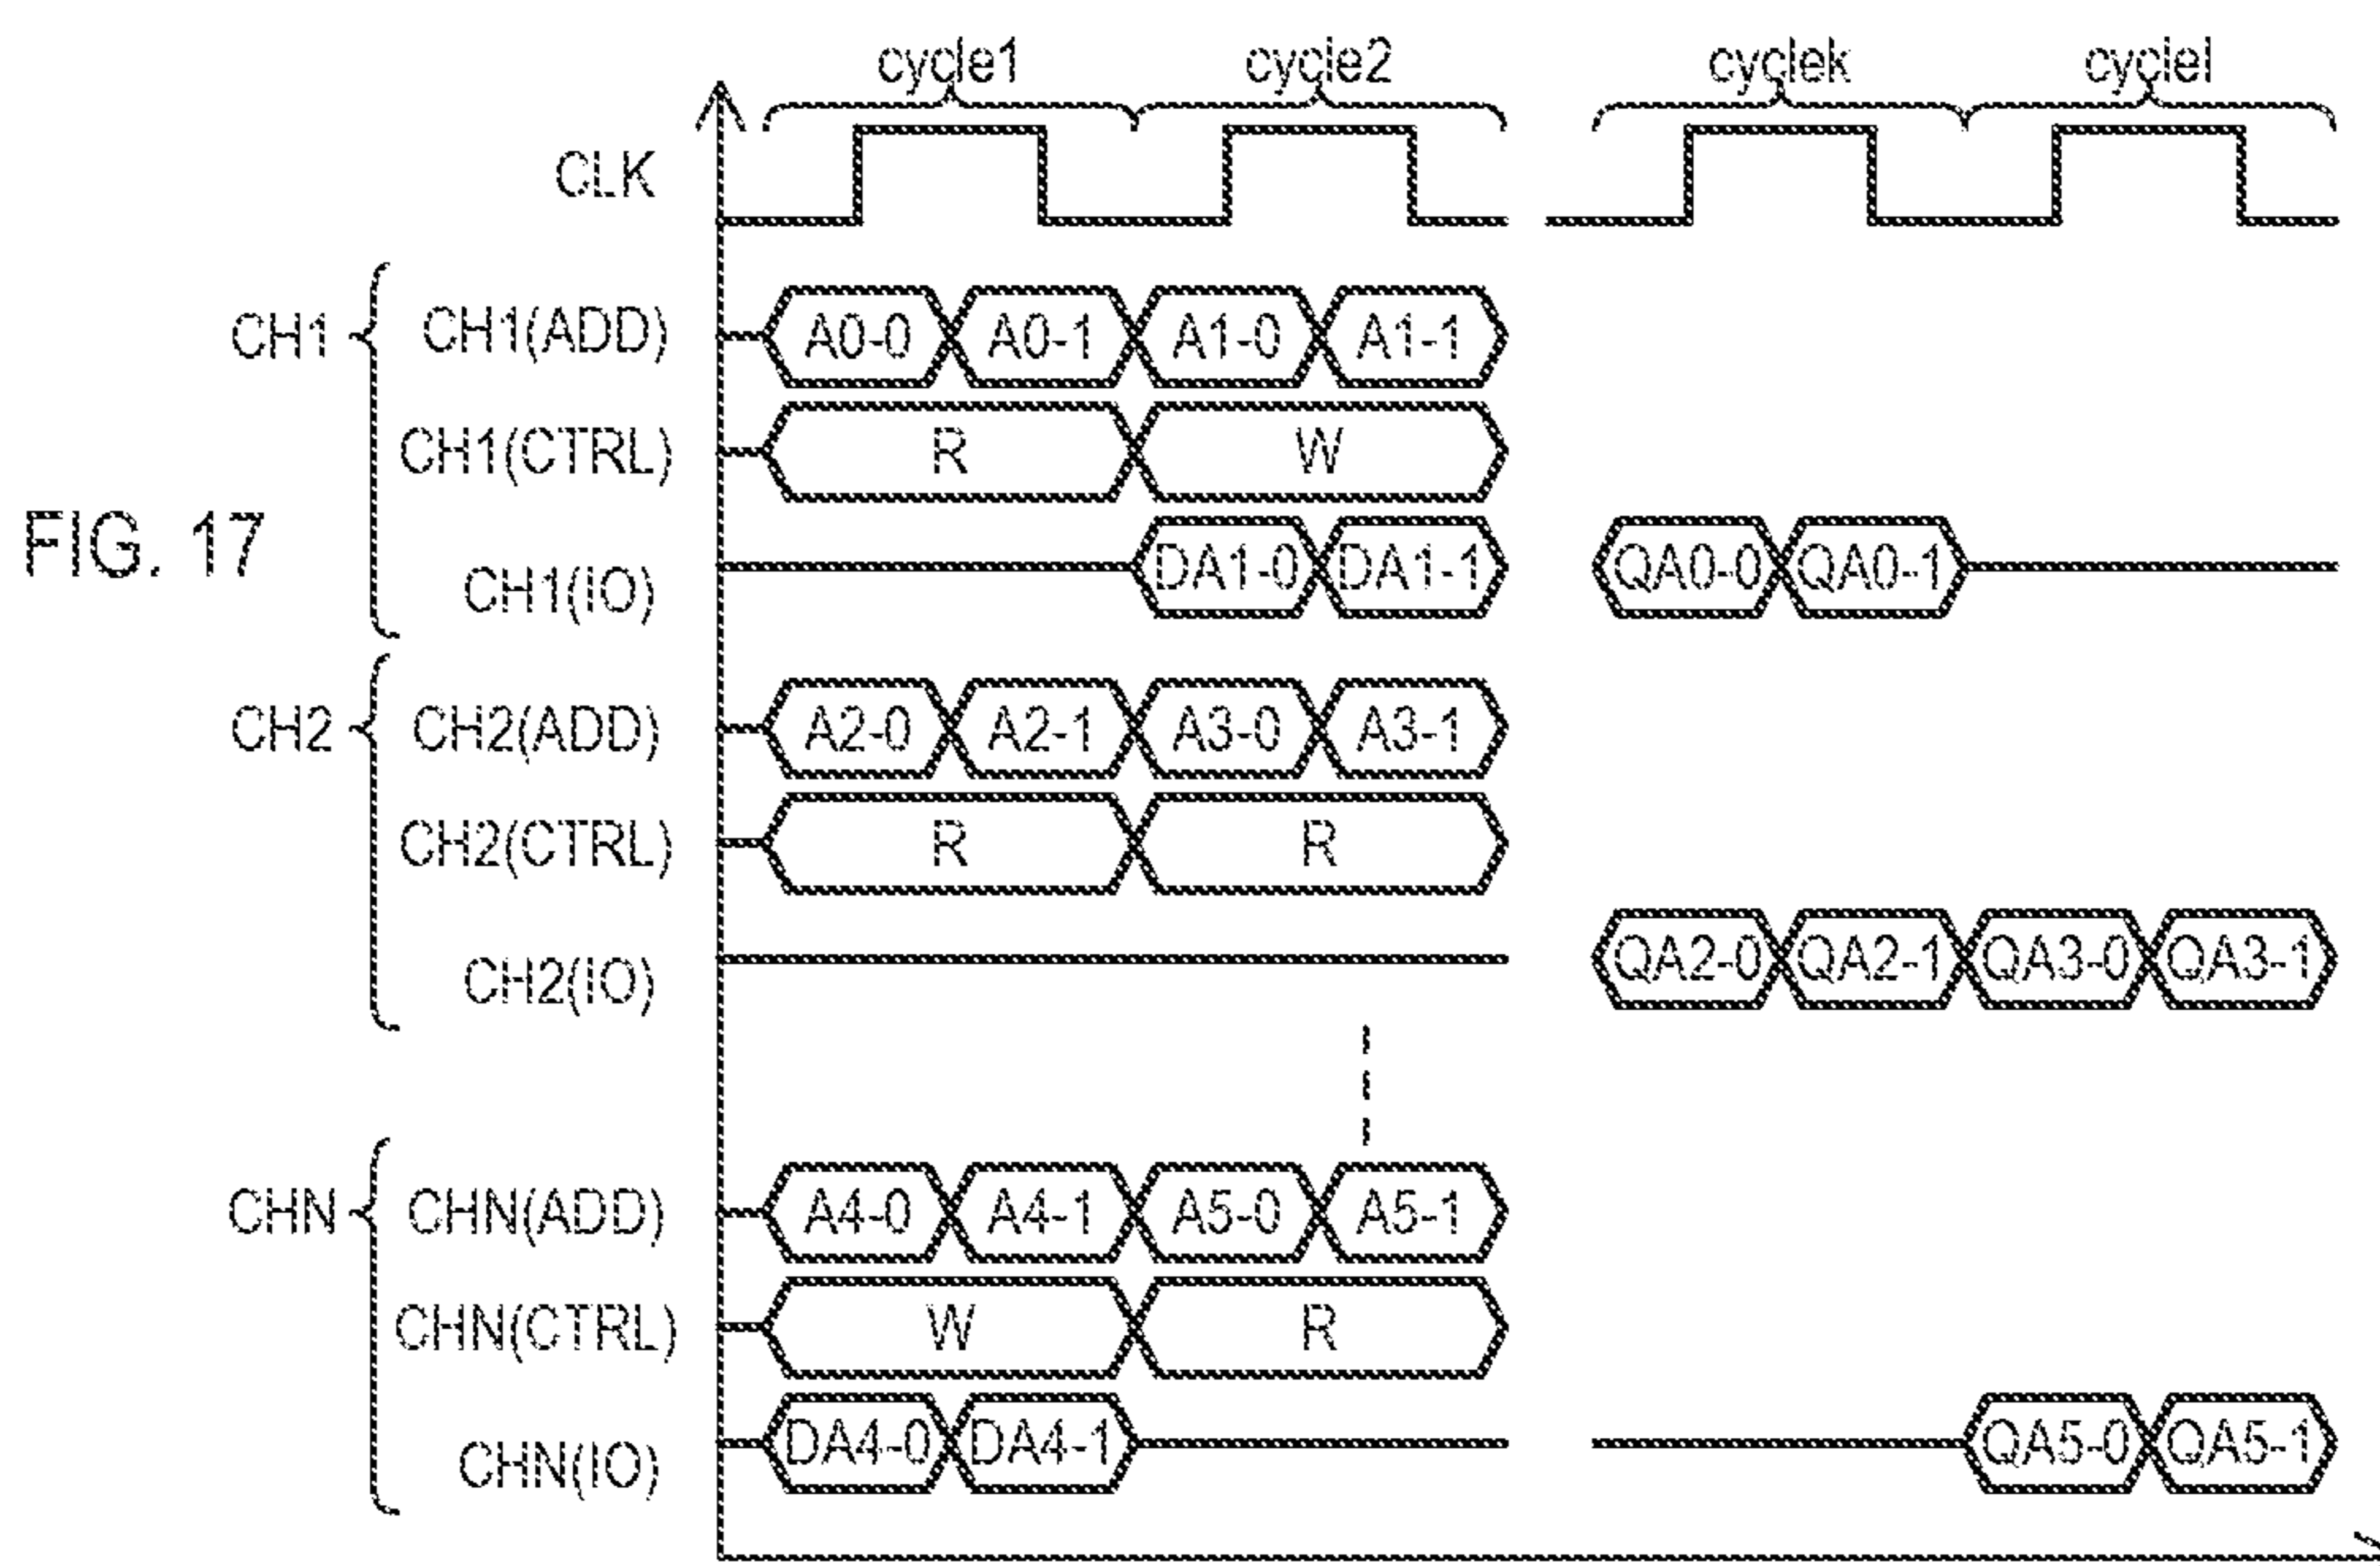 cycle1 cycle2 cyclek cyclel
CLK
CH1 CH1(ADD) A0-0 A0-1 A1-0 A1-1
CH1(CTRL) R W
FIG. 17
CH1(IO) DA1-0 DA1-1 QA0-0 QA0-1
CH2 CH2(ADD) A2-0 A2-1 A3-0 A3-1
CH2(CTRL) R R
CH2(IO) QA2-0 QA2-1 QA3-0 QA3-1
CHN CHN(ADD) A4-0 A4-1 A5-0 A5-1
CHN(CTRL) W R
CHN(IO) DA4-0 DA4-1 QA5-0 QA5-1